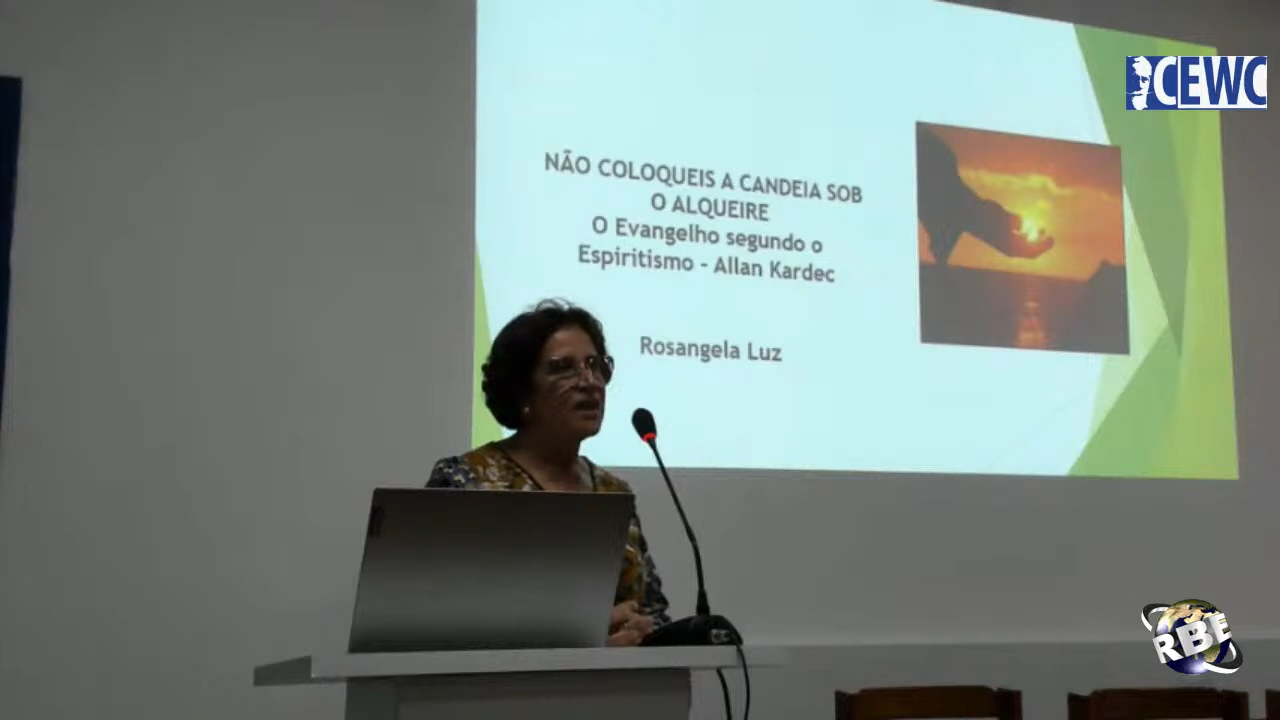 CEWC
NÃO COLOQUEIS A CANDEIA SOB
O ALQUEIRE
O Evangelho segundo o
Espiritismo - Allan Kardec
Rosangela Luz
RBE